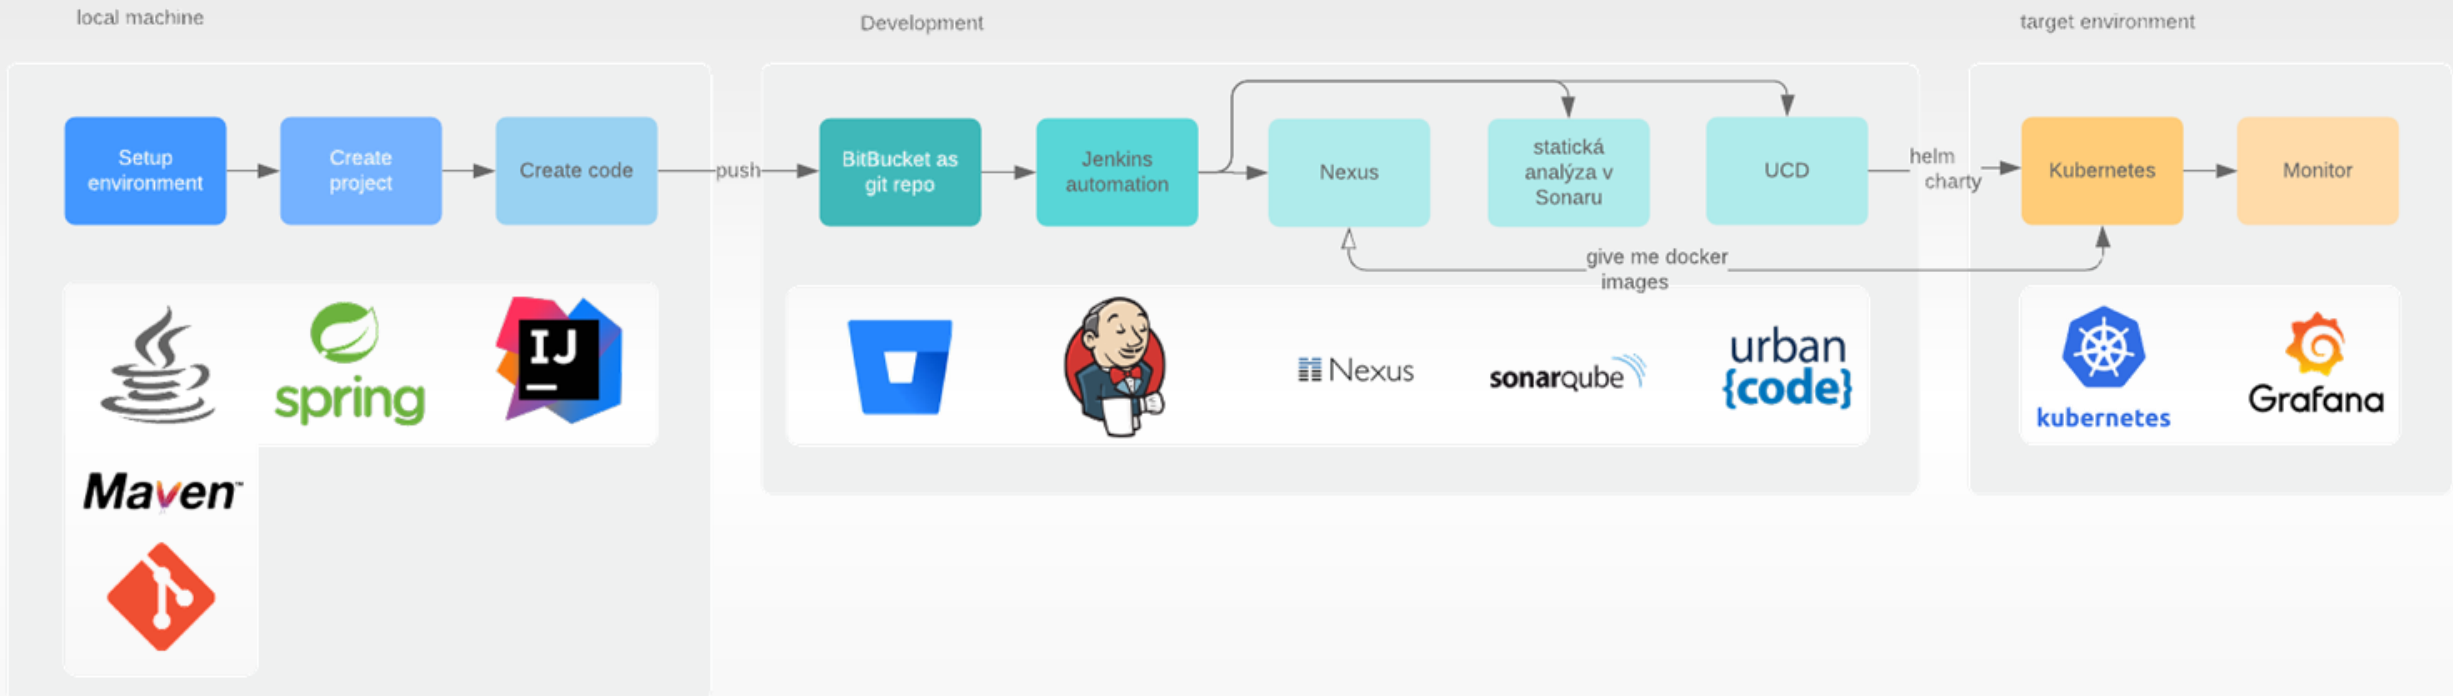 local machine
Development
target environment
Setup
environment
Create
project
Create code
push
BitBucket as
git repo
Jenkins
automation
Nexus
statická
analýza v
Sonaru
UCD
helm
charty
Kubernetes
Monitor
give me docker
images
spring
IJ
Nexus
sonarqube
urban
{code}
kubernetes
Grafana
Maven™